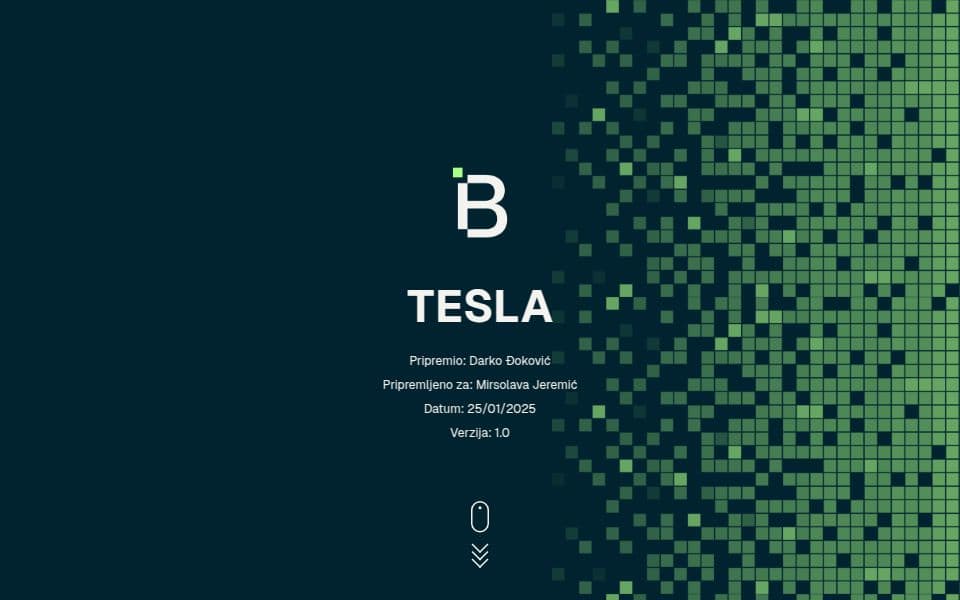 B
TESLA
Pripremio: Darko Đoković
Pripremljeno za: Mirsolava Jeremić
Datum: 25/01/2025
Verzija: 1.0